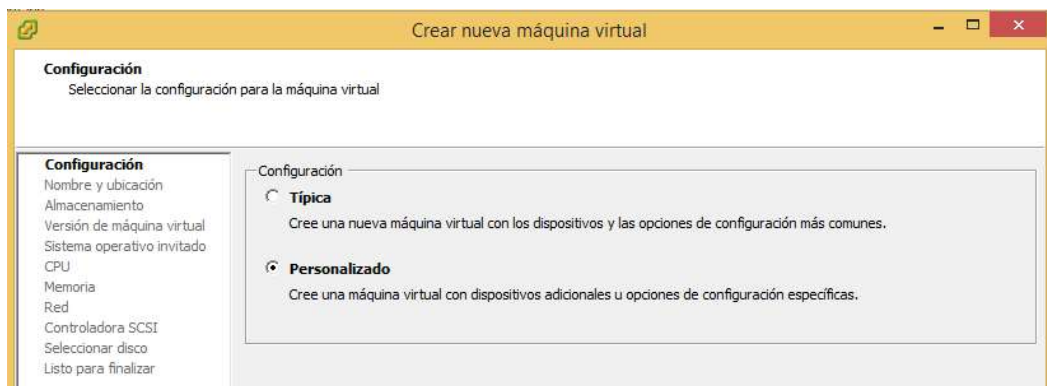 Crear nueva máquina virtual
Configuración
Seleccionar la configuración para la máquina virtual
Configuración
Nombre y ubicación
Almacenamiento
Versión de máquina virtual
Sistema operativo invitado
CPU
Memoria
Red
Controladora SCSI
Seleccionar disco
Listo para finalizar
Configuración
Típica
Cree una nueva máquina virtual con los dispositivos y las opciones de configuración más comunes.
Personalizado
Cree una máquina virtual con dispositivos adicionales u opciones de configuración específicas.